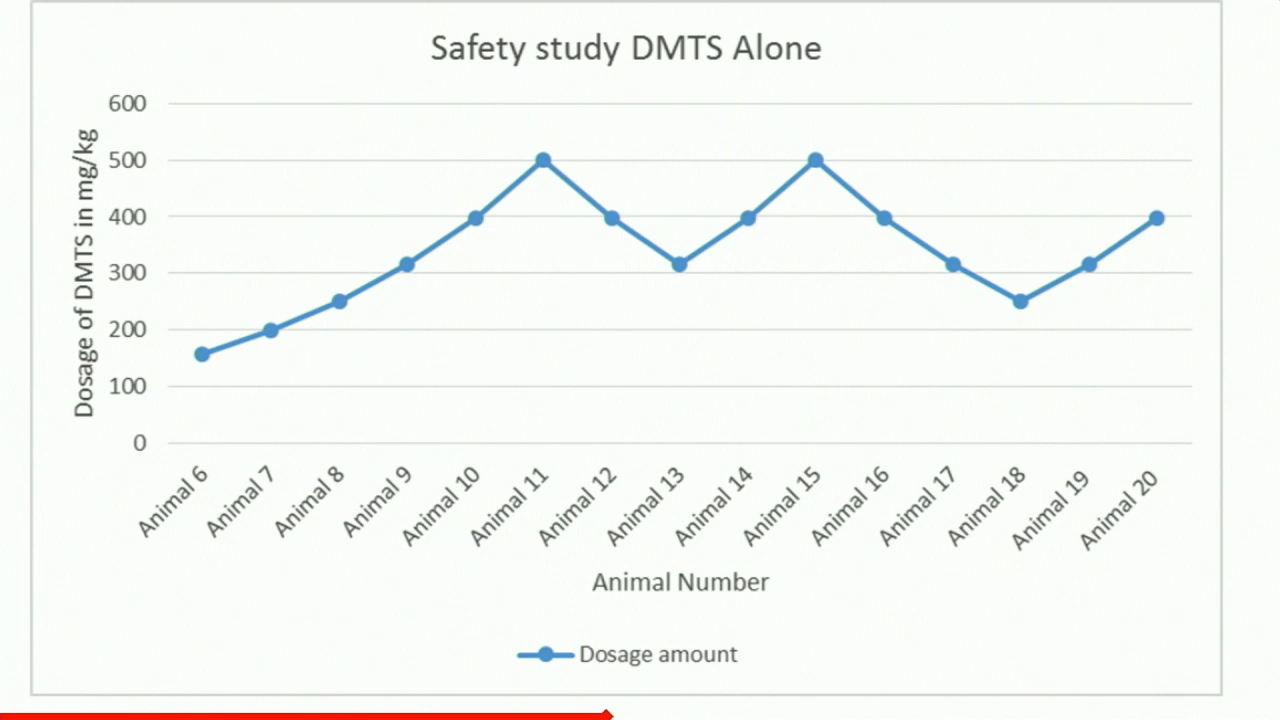 Safety study DMTS Alone
Dosage of DMTS in mg/kg
600
500
400
300
200
100
0
Animal 6
Animal 7
Animal 8
Animal 9
Animal 10
Animal 11
Animal 12
Animal 13
Animal 14
Animal 15
Animal 16
Animal 17
Animal 18
Animal 19
Animal 20
Animal Number
Dosage amount